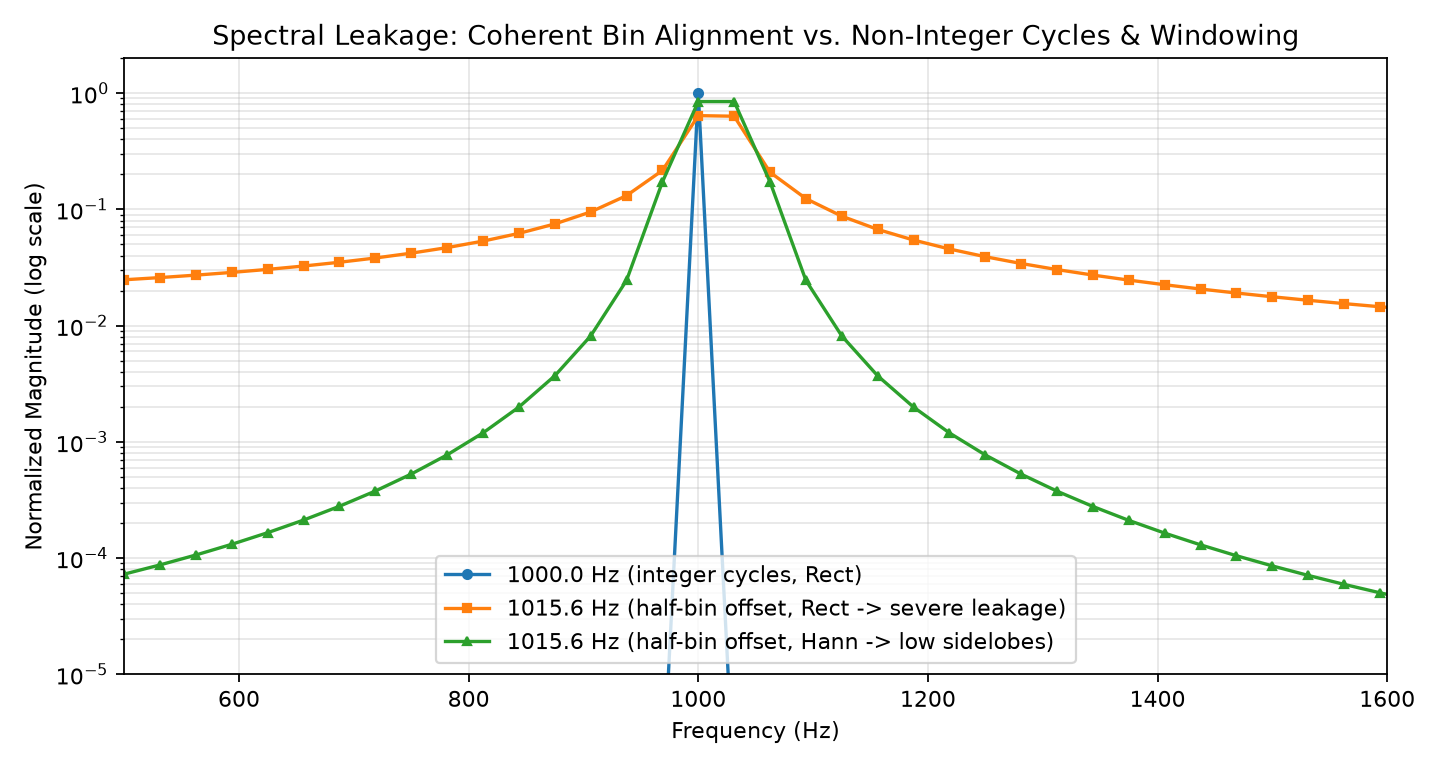 Spectral Leakage: Coherent Bin Alignment vs. Non-Integer Cycles & Windowing
Normalized Magnitude (log scale)
10⁰
10⁻¹
10⁻²
10⁻³
10⁻⁴
10⁻⁵
1000.0 Hz (integer cycles, Rect)
1015.6 Hz (half-bin offset, Rect -> severe leakage)
1015.6 Hz (half-bin offset, Hann -> low sidelobes)
600 800 1000 1200 1400 1600
Frequency (Hz)